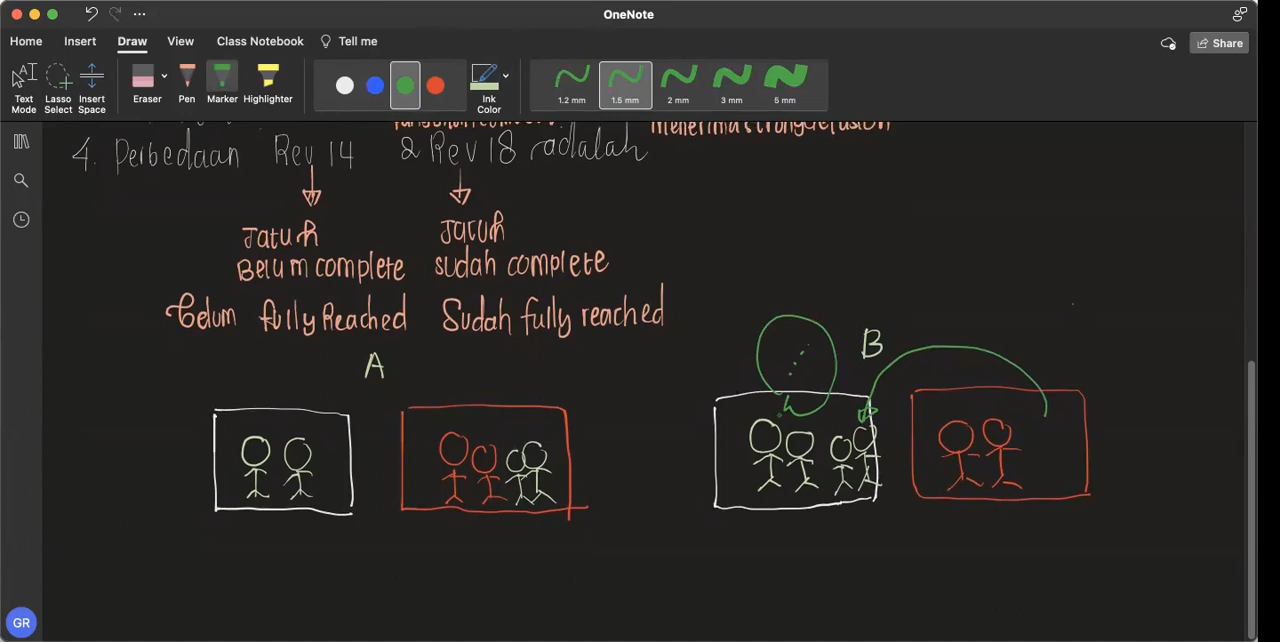 OneNote
Home Insert Draw View Class Notebook Tell me
Share
Text Mode
Lasso Select
Insert Space
Eraser
Pen
Marker
Highlighter
Ink Color
1.2 mm
1.5 mm
2 mm
3 mm
5 mm
4. Perbedaan Rev 14 & Rev 18 adalah
Jatuh Jatuh
Belum complete sudah complete
Belum fully Reached Sudah fully reached
A B
GR